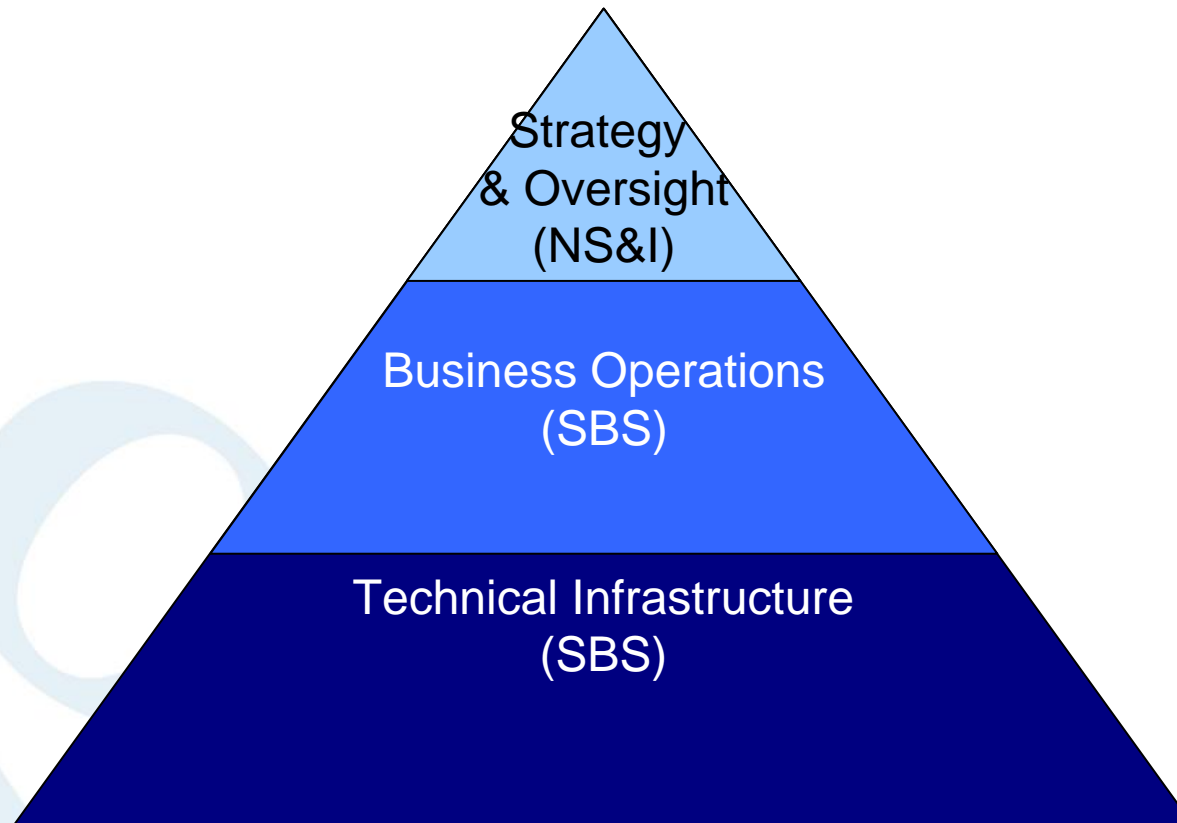 Strategy
& Oversight
(NS&I)
Business Operations
(SBS)
Technical Infrastructure
(SBS)